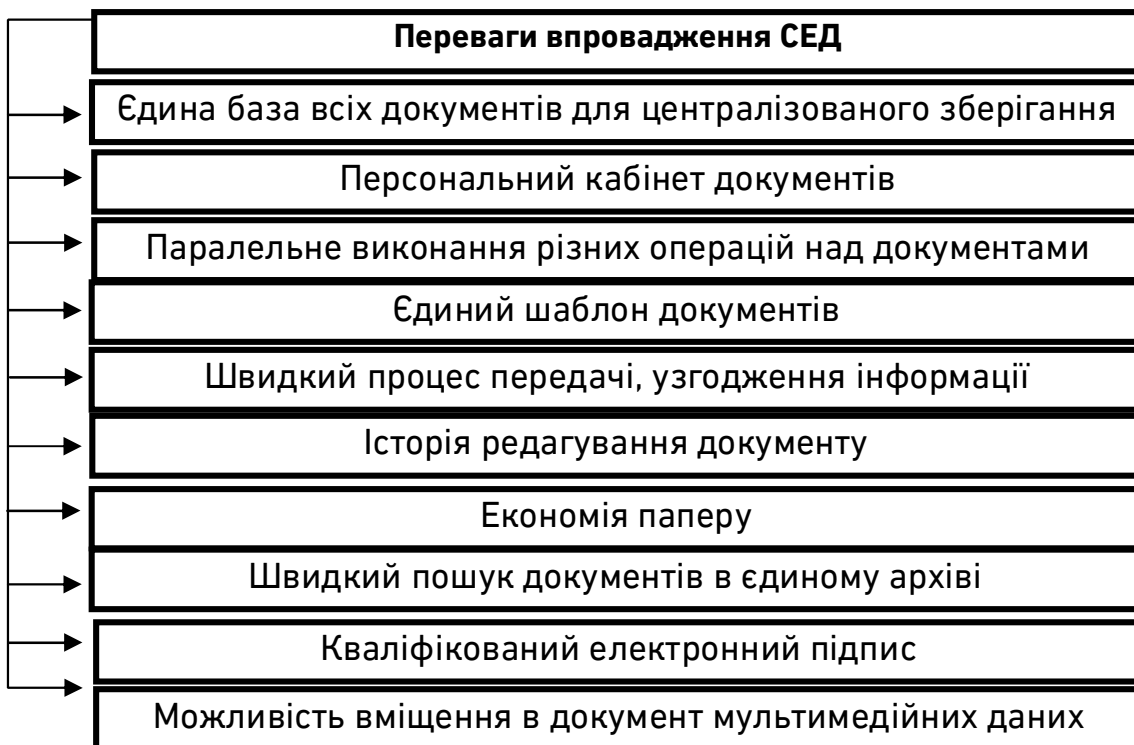 Переваги впровадження СЕД
Єдина база всіх документів для централізованого зберігання
Персональний кабінет документів
Паралельне виконання різних операцій над документами
Єдиний шаблон документів
Швидкий процес передачі, узгодження інформації
Історія редагування документу
Економія паперу
Швидкий пошук документів в єдиному архіві
Кваліфікований електронний підпис
Можливість вміщення в документ мультимедійних даних